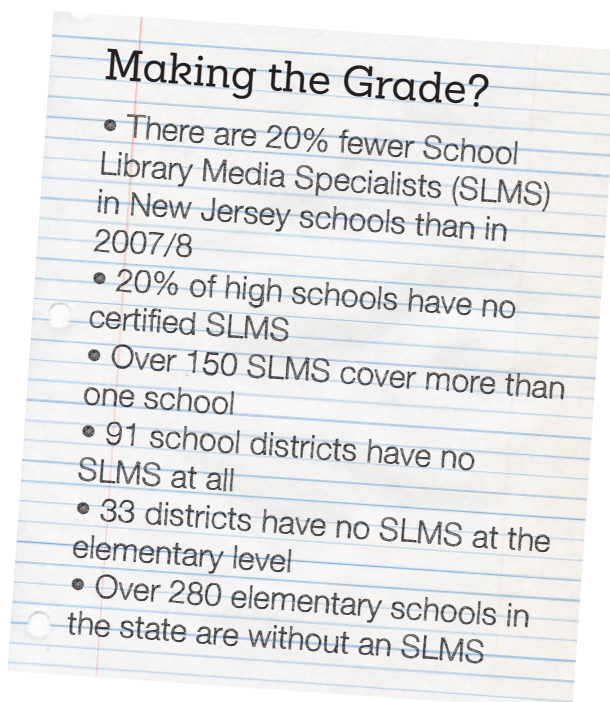 Making the Grade?
• There are 20% fewer School
Library Media Specialists (SLMS)
in New Jersey schools than in
2007/8
• 20% of high schools have no
certified SLMS
• Over 150 SLMS cover more than
one school
• 91 school districts have no
SLMS at all
• 33 districts have no SLMS at the
elementary level
• Over 280 elementary schools in
the state are without an SLMS